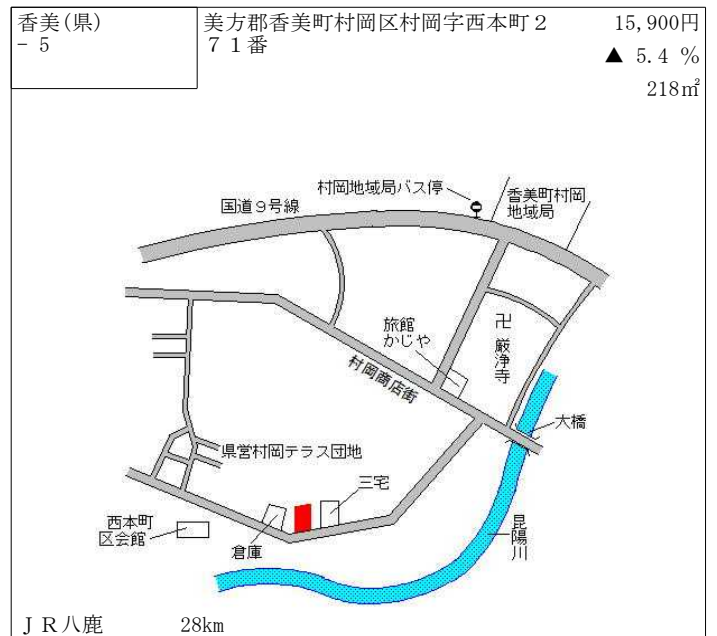 香美(県)
- 5
美方郡香美町村岡区村岡字西本町２
７１番
15,900円
▲ 5.4 %
218㎡
村岡地域局バス停
国道９号線
香美町村岡
地域局
旅館
かじや
卍 厳浄寺
村岡商店街
大橋
県営村岡テラス団地
三宅
西本町
区会館
倉庫
昆陽川
ＪＲ八鹿 28km